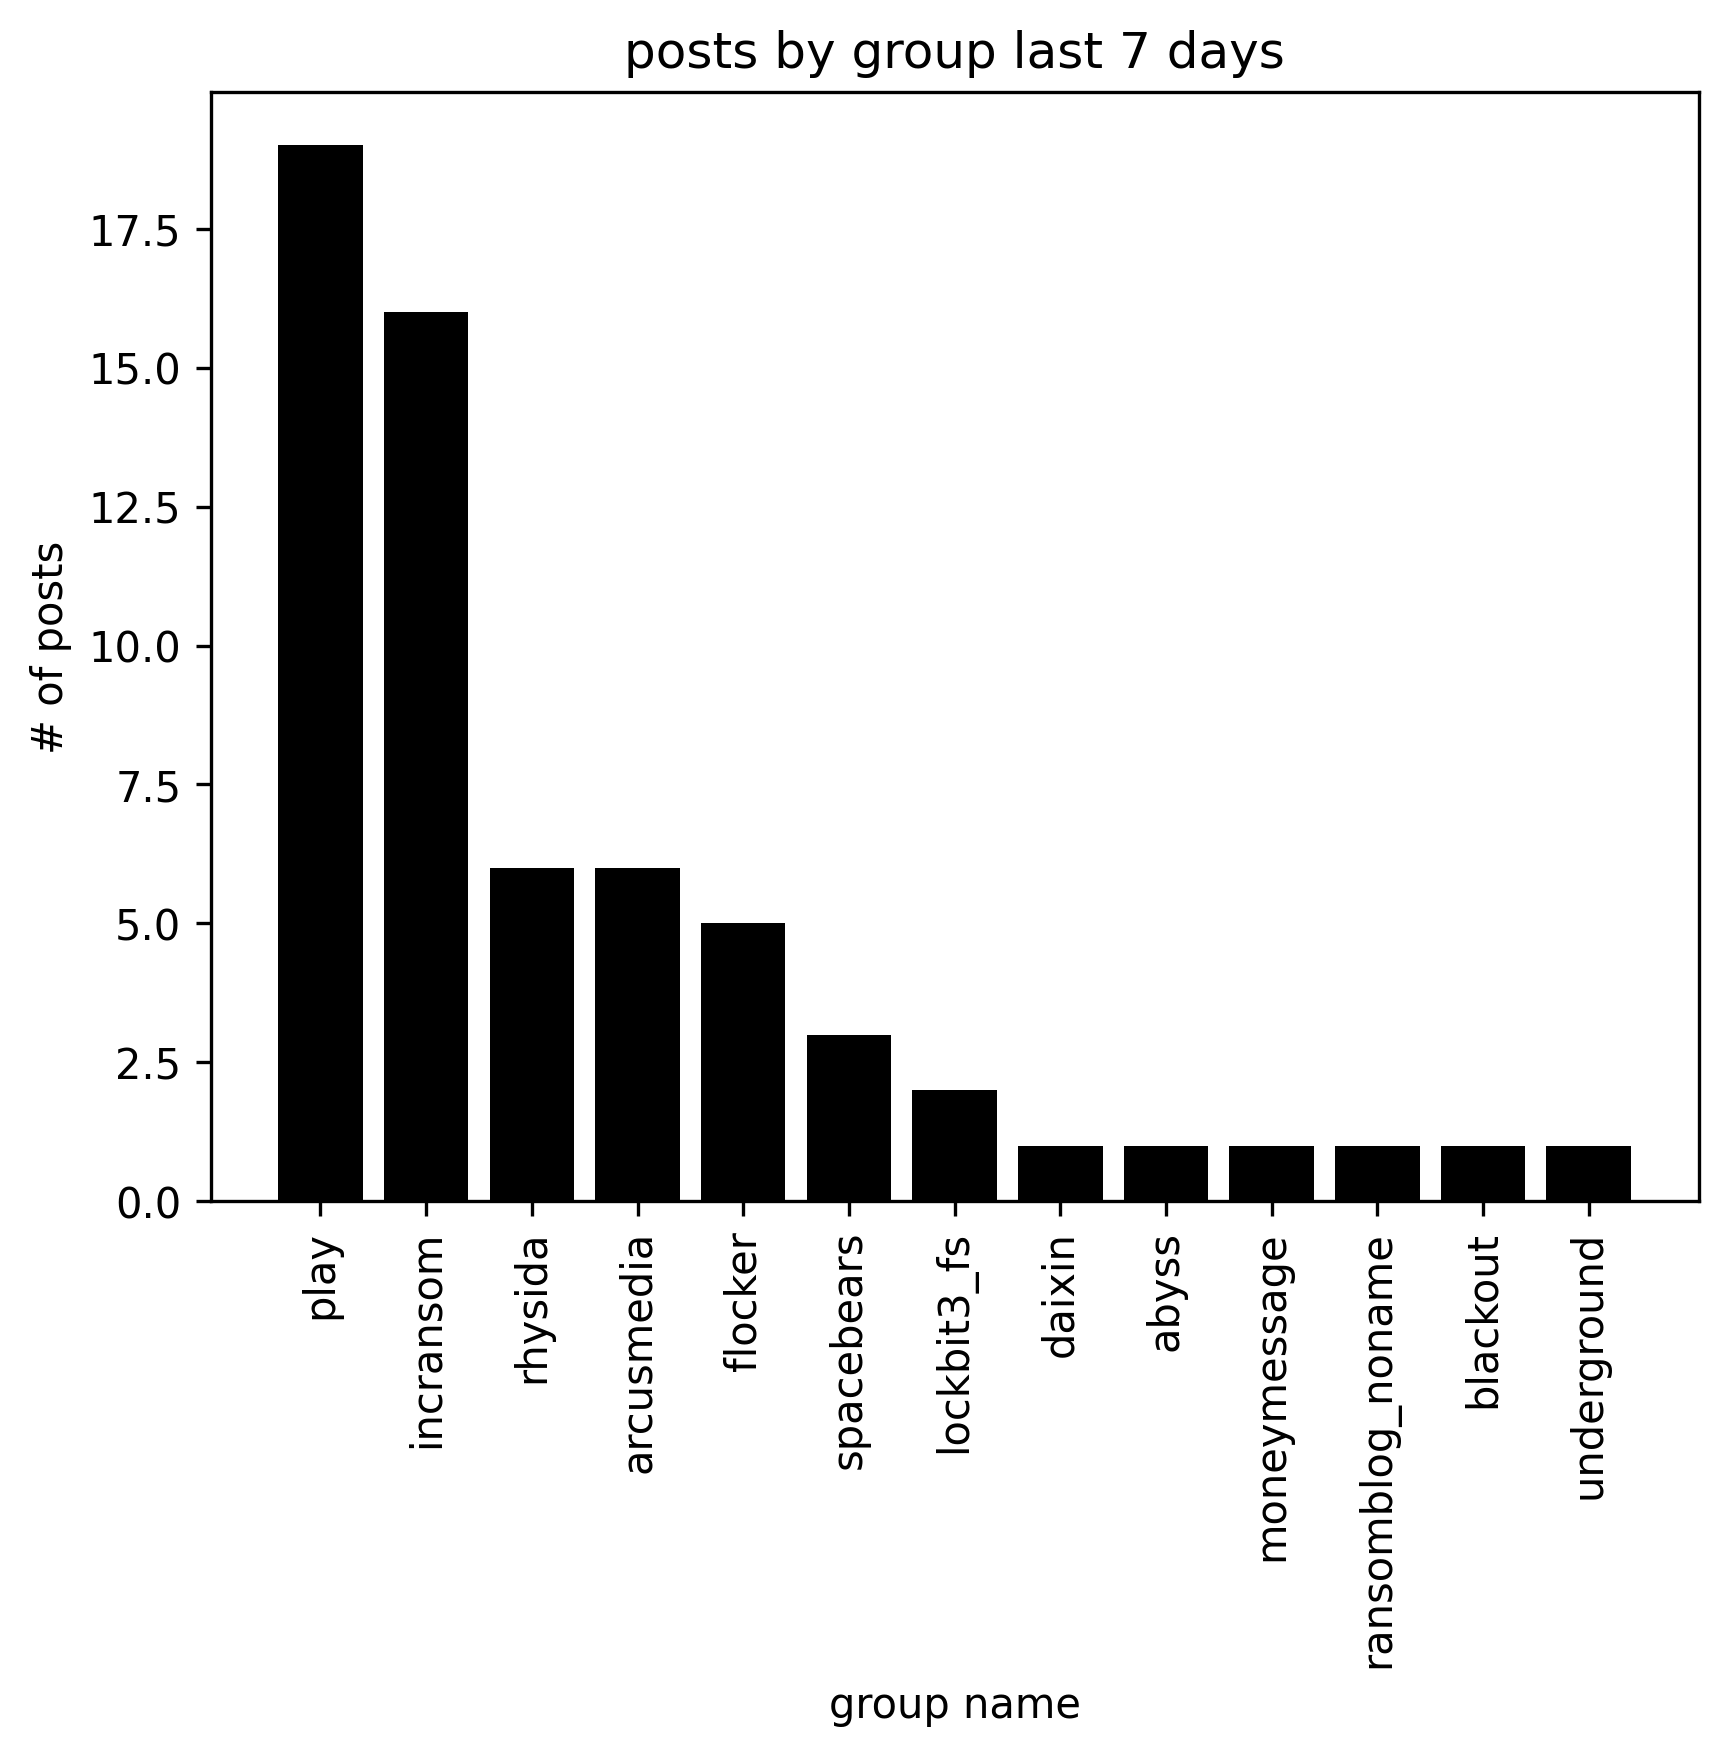 posts by group last 7 days
# of posts
17.5
15.0
12.5
10.0
7.5
5.0
2.5
0.0
play
incransom
rhysida
arcusmedia
flocker
spacebears
lockbit3_fs
daixin
abyss
moneymessage
ransomblog_noname
blackout
underground
group name